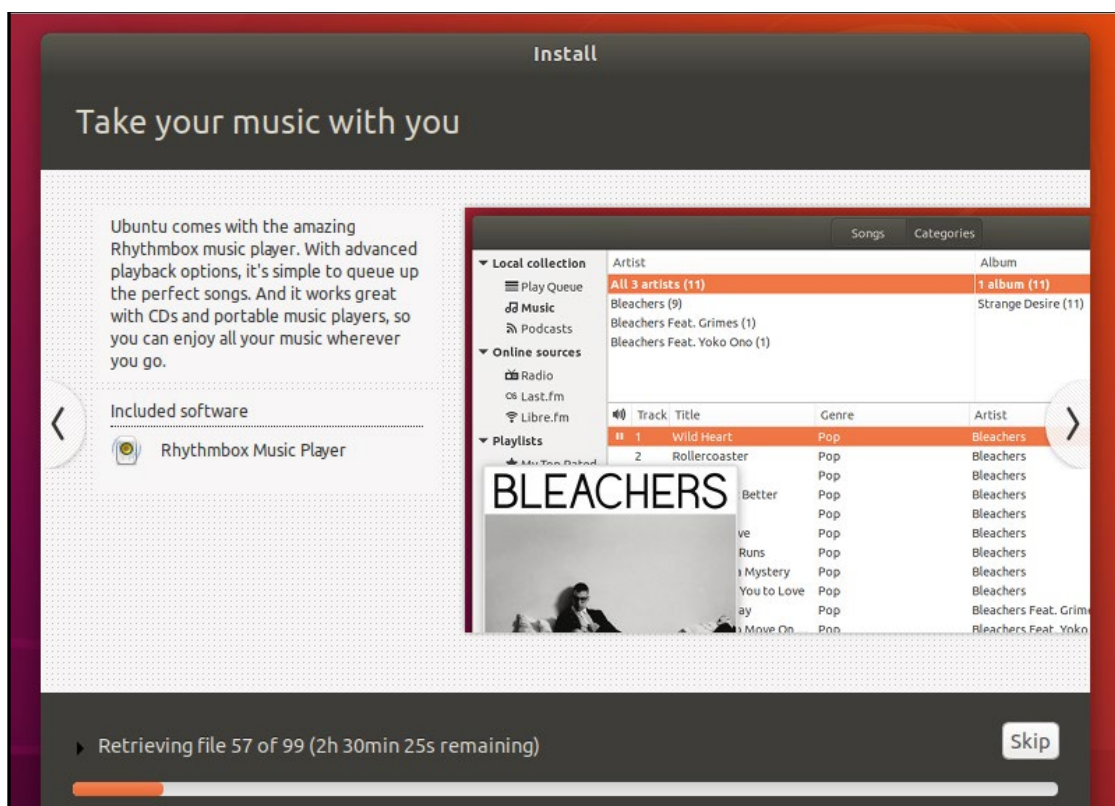 Install
Take your music with you
Ubuntu comes with the amazing
Rhythmbox music player. With advanced
playback options, it's simple to queue up
the perfect songs. And it works great
with CDs and portable music players, so
you can enjoy all your music wherever
you go.
Included software
Rhythmbox Music Player
Songs Categories
Local collection
Play Queue
Music
Podcasts
Online sources
Radio
Last.fm
Libre.fm
Playlists
My Top Rated
Artist Album
All 3 artists (11) 1 album (11)
Bleachers (9) Strange Desire (11)
Bleachers Feat. Grimes (1)
Bleachers Feat. Yoko Ono (1)
Track Title Genre Artist
1 Wild Heart Pop Bleachers
2 Rollercoaster Pop Bleachers
Pop Bleachers
Better Pop Bleachers
Pop Bleachers
ve Pop Bleachers
Runs Pop Bleachers
Mystery Pop Bleachers
You to Love Pop Bleachers
ay Pop Bleachers Feat. Grime
Move On... Pop Bleachers Feat. Yoko
BLEACHERS
Retrieving file 57 of 99 (2h 30min 25s remaining)
Skip